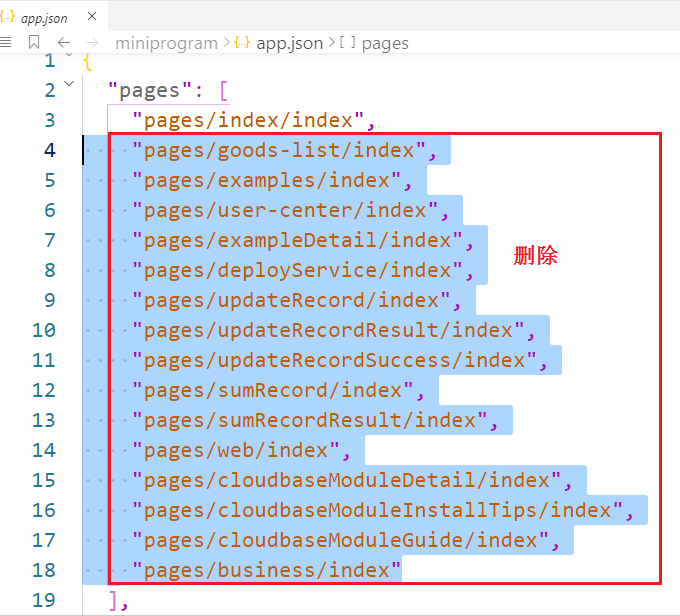 {..} app.json ×
miniprogram > {..} app.json > [ ] pages
1 {
2 "pages": [
3 "pages/index/index",
4 "pages/goods-list/index",
5 "pages/examples/index",
6 "pages/user-center/index",
7 "pages/exampleDetail/index",
8 "pages/deployService/index",
删除
9 "pages/updateRecord/index",
10 "pages/updateRecordResult/index",
11 "pages/updateRecordSuccess/index",
12 "pages/sumRecord/index",
13 "pages/sumRecordResult/index",
14 "pages/web/index",
15 "pages/cloudbaseModuleDetail/index",
16 "pages/cloudbaseModuleInstallTips/index",
17 "pages/cloudbaseModuleGuide/index",
18 "pages/business/index"
19 ],